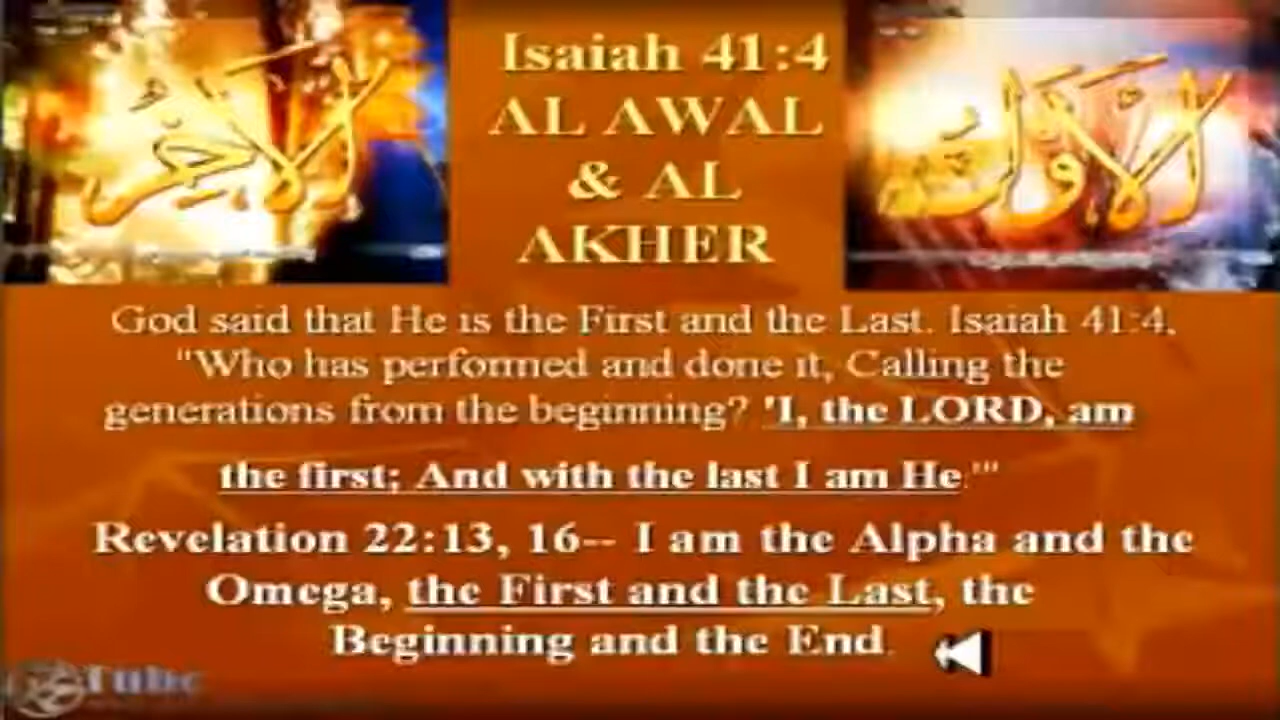 Isaiah 41:4
AL AWAL
& AL
AKHER
الآخر
الأول
God said that He is the First and the Last. Isaiah 41:4,
"Who has performed and done it, Calling the
generations from the beginning? 'I, the LORD, am
the first; And with the last I am He.'"
Revelation 22:13, 16-- I am the Alpha and the
Omega, the First and the Last, the
Beginning and the End.
Tube